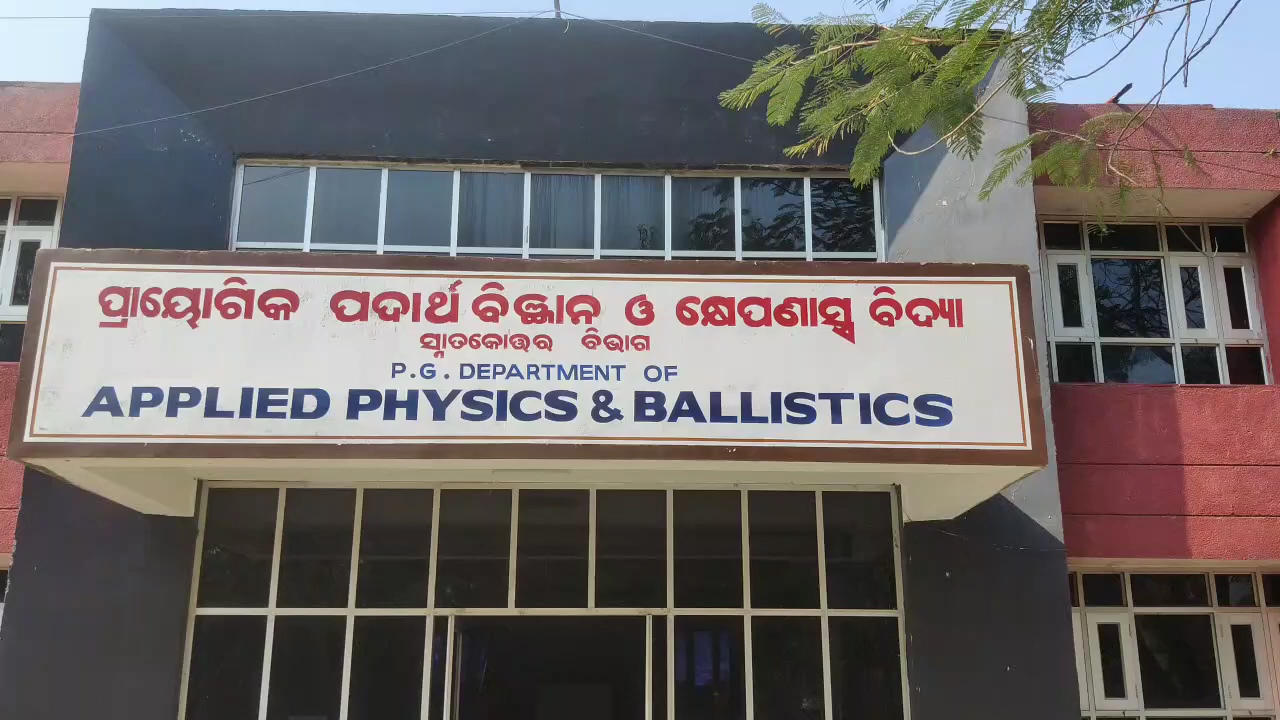 ପ୍ରାୟୋଗିକ ପଦାର୍ଥ ବିଜ୍ଞାନ ଓ କ୍ଷେପଣାସ୍ତ୍ର ବିଦ୍ୟା
ସ୍ନାତକୋତ୍ତର ବିଭାଗ
P.G. DEPARTMENT OF
APPLIED PHYSICS & BALLISTICS